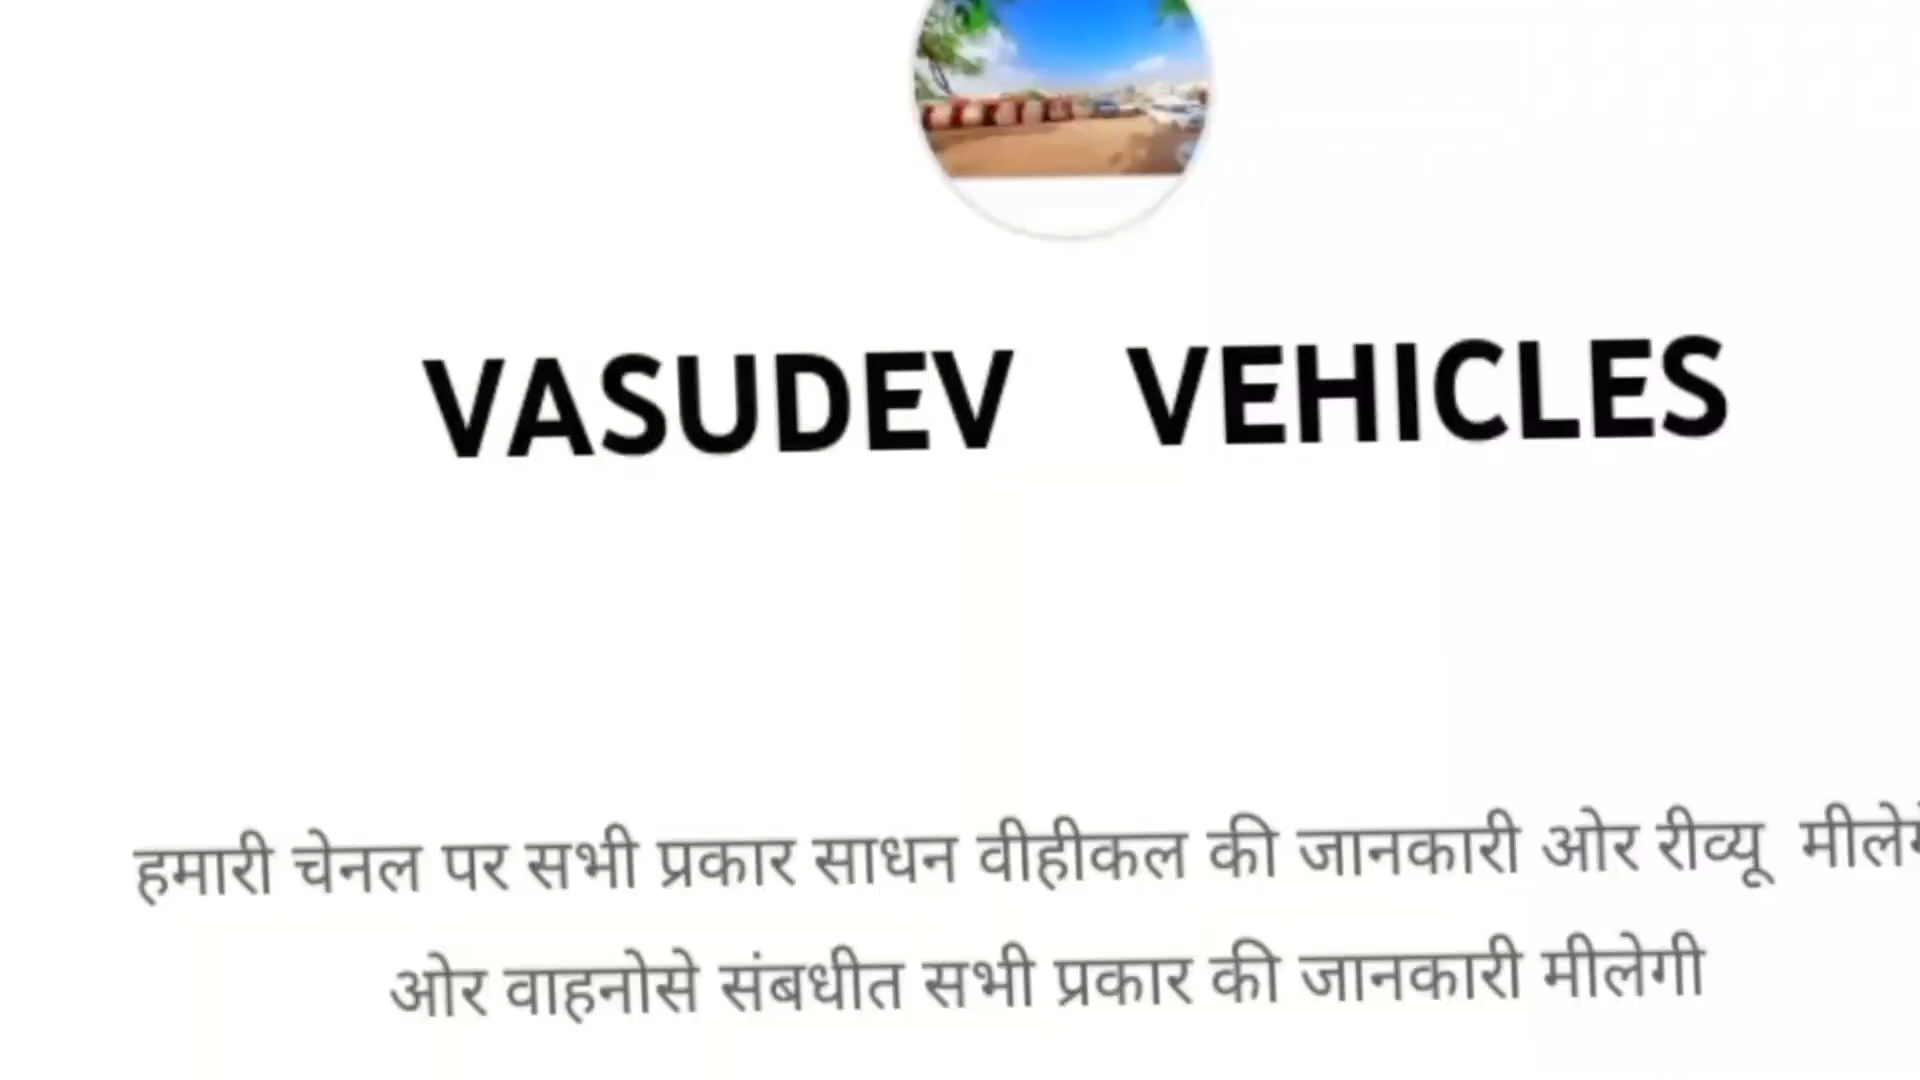 VASUDEV VEHICLES
हमारी चेनल पर सभी प्रकार साधन वीहीकल की जानकारी ओर रीव्यू
ओर वाहनोसे संबधीत सभी प्रकार की जानकारी मीलेगी